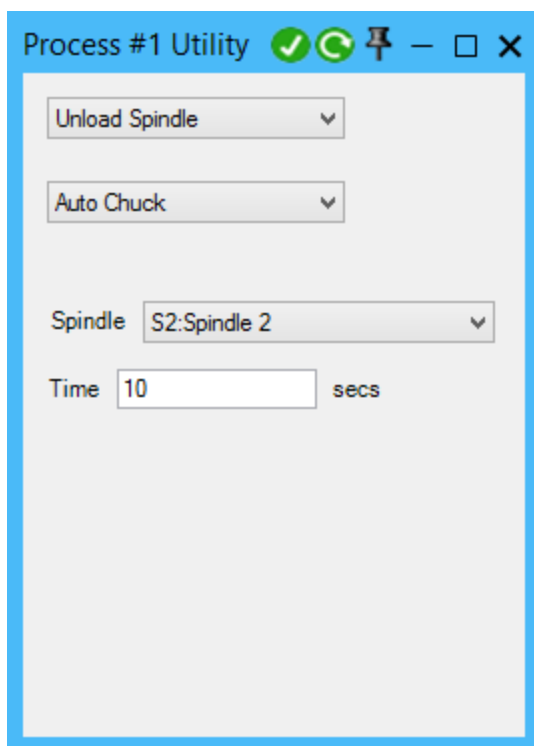 Process #1 Utility
Unload Spindle
Auto Chuck
Spindle S2:Spindle 2
Time 10 secs